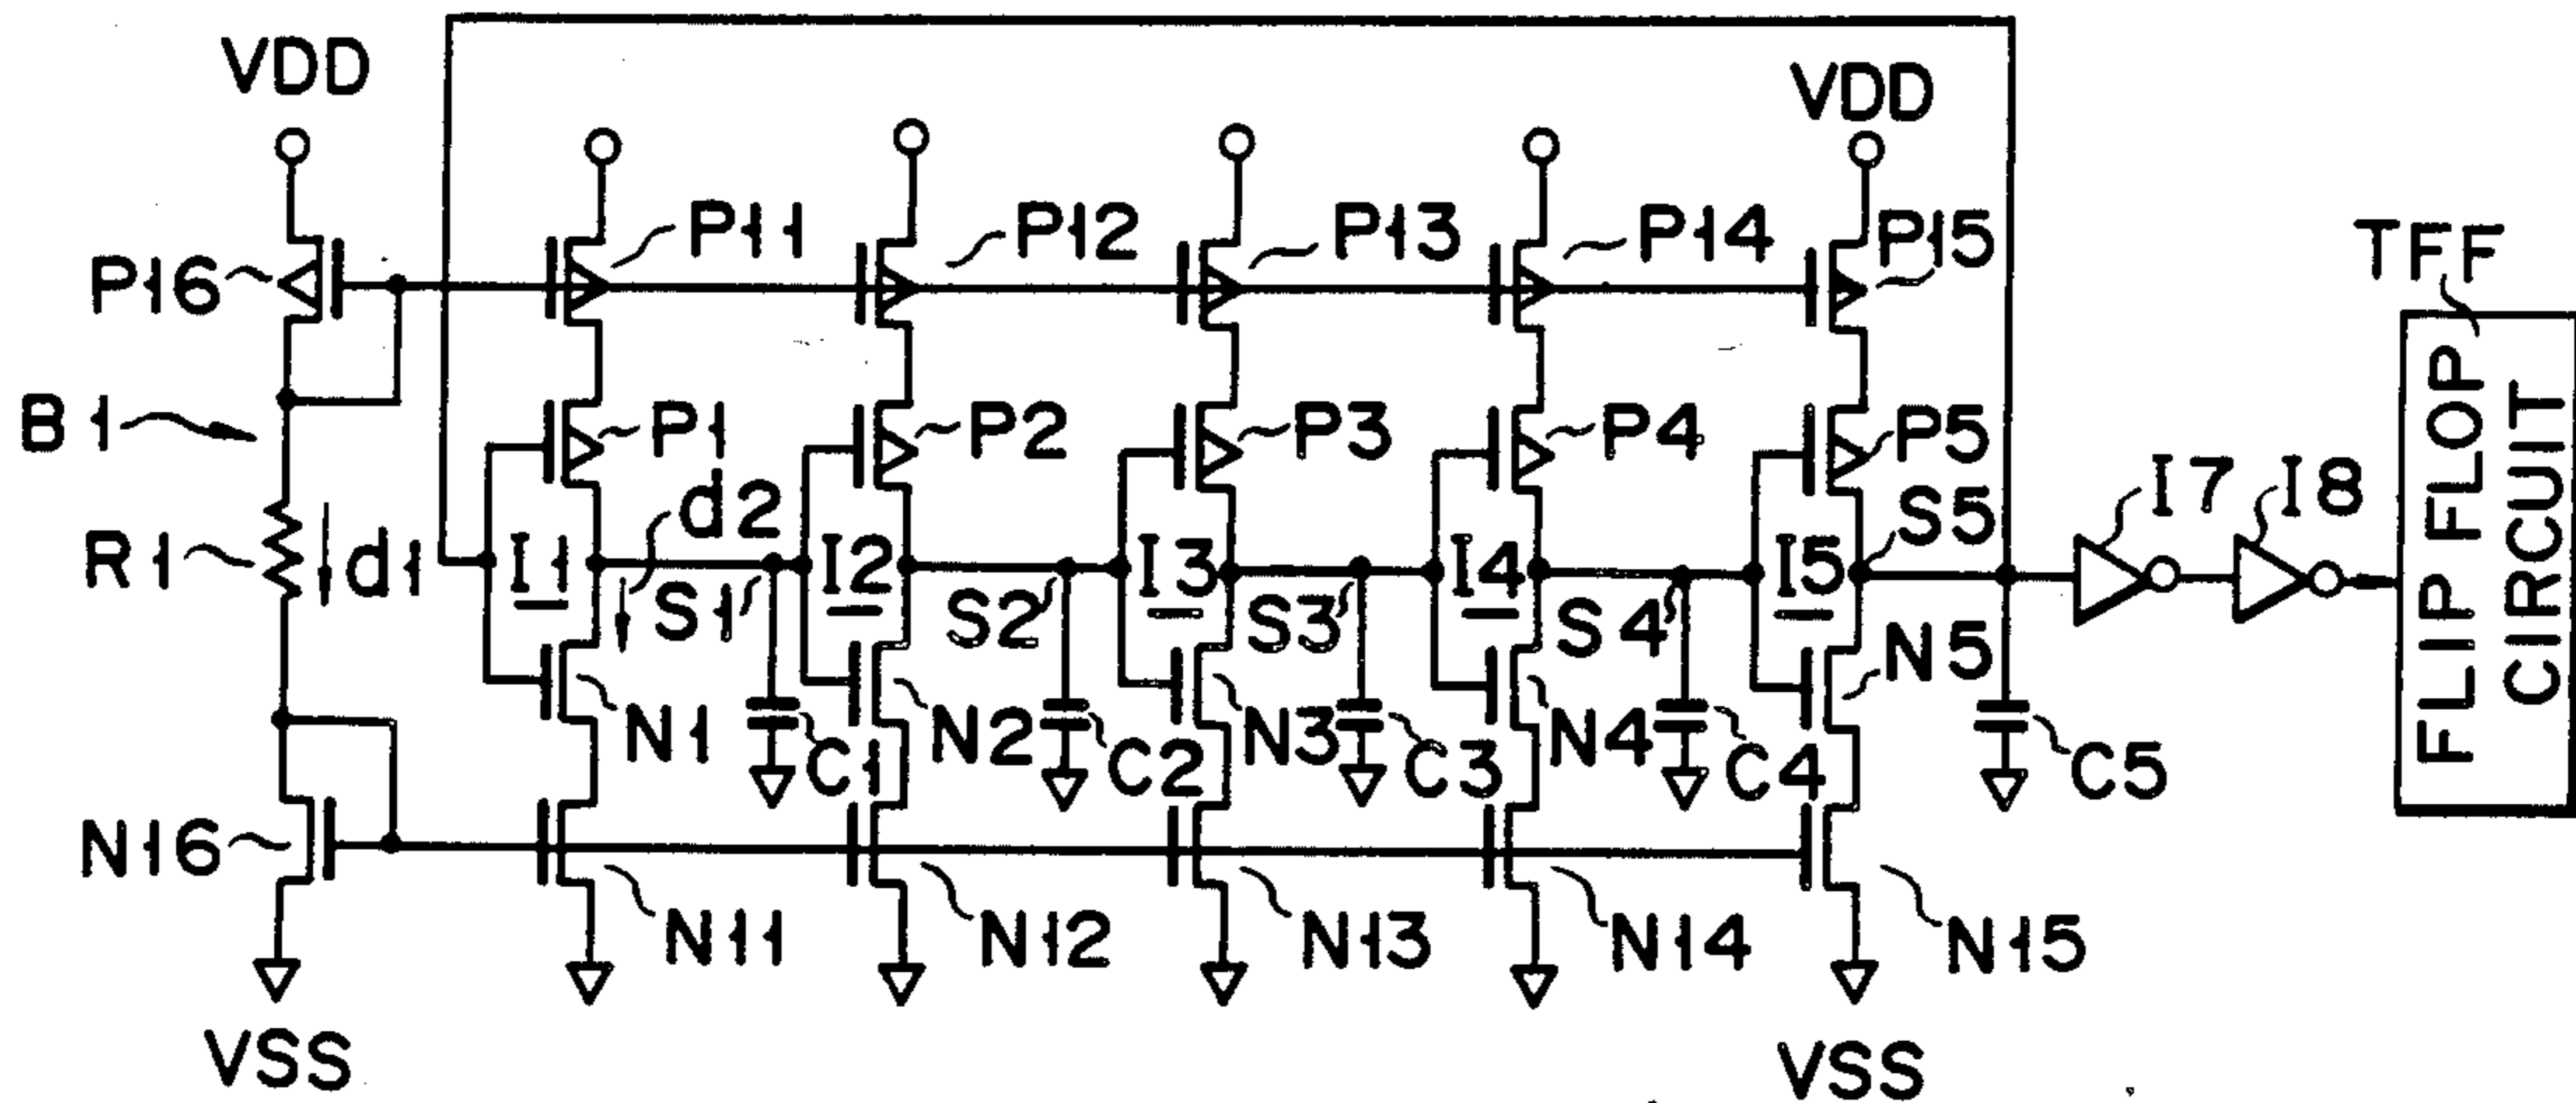 VDD
VDD
P11
P12
P13
P14
P15
TFF
P16
B1
P1
P2
P3
P4
P5
I7
I8
d2
S5
R1
d1
I1
S1
I2
S2
I3
S3
I4
S4
I5
FLIP FLOP
CIRCUIT
N1
C1
N2
C2
N3
C3
N4
C4
N5
C5
N16
N11
N12
N13
N14
N15
VSS
VSS